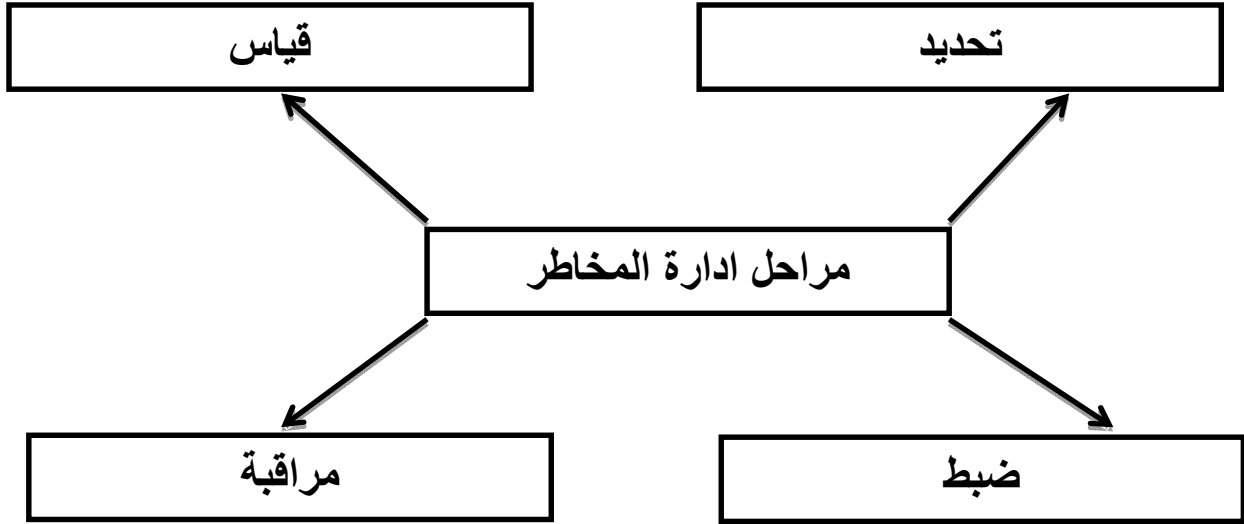 تحديد
قياس
مراحل ادارة المخاطر
ضبط
مراقبة